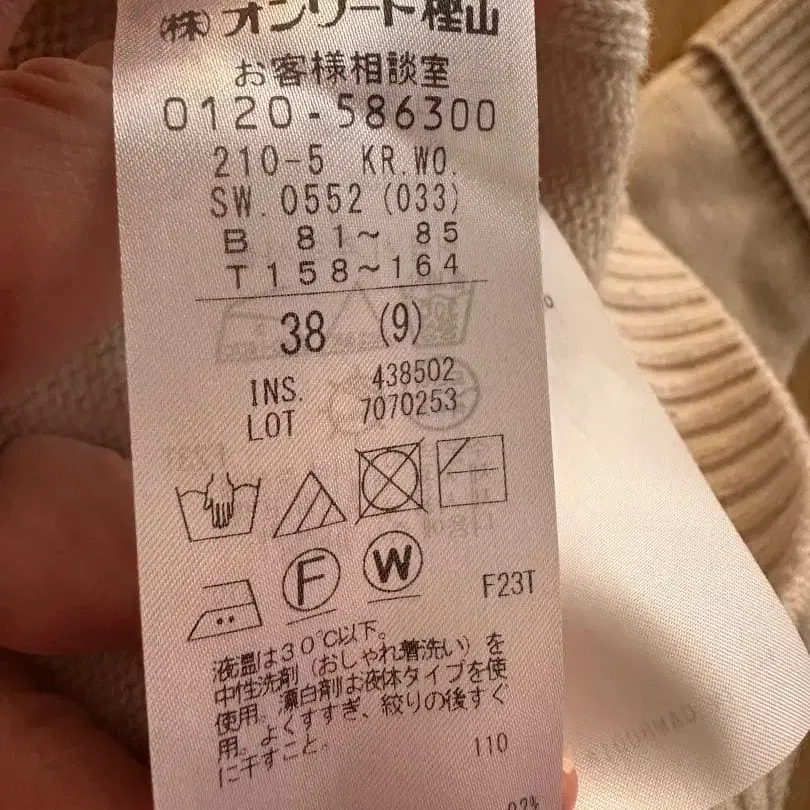 (株)オンワード樫山
お客様相談室
0120-586300
210-5 KR.WO.
SW.0552(033)
B 81~ 85
T158~164
38 (9)
INS. 438502
LOT 7070253
F W
F23T
液温は30℃以下。
中性洗剤（おしゃれ着洗い）を
使用。漂白剤は液体タイプを使
用。よくすすぎ、絞りの後すぐ
に干すこと。
110